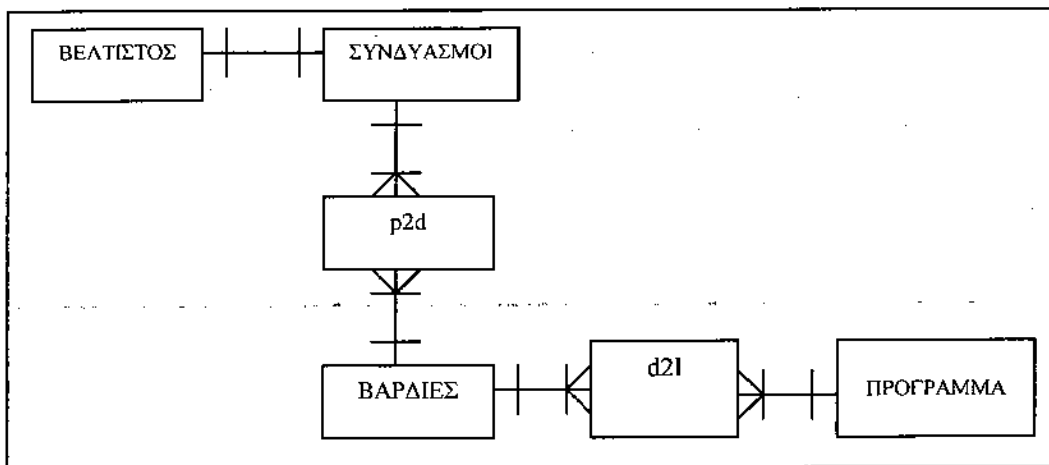 ΒΕΛΤΙΣΤΟΣ
ΣΥΝΔΥΑΣΜΟΙ
p2d
ΒΑΡΔΙΕΣ
d2l
ΠΡΟΓΡΑΜΜΑ